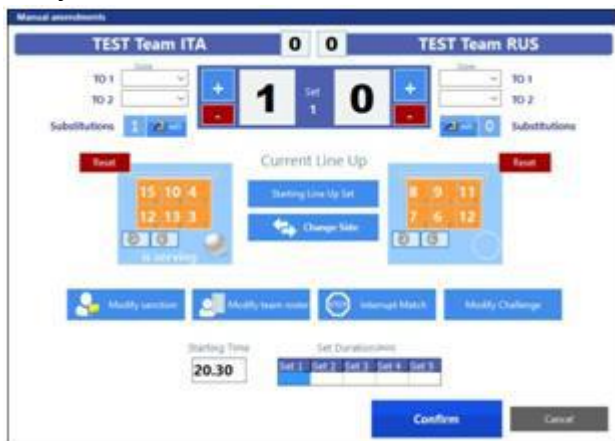 Manual amendments
TEST Team ITA 0 0 TEST Team RUS
TO 1 + 1 Set 1 0 + TO 1
TO 2 - - TO 2
Substitutions 1 0 Substitutions
Reset Current Line Up Reset
15 10 4 Starting Line Up Set 8 9 11
12 13 3 Change Side 7 6 12
is serving
Modify sanction Modify team roster STOP Interrupt Match Modify Challenge
Starting Time Set Duration(min)
20.30 Set 1 Set 2 Set 3 Set 4 Set 5
Confirm Cancel